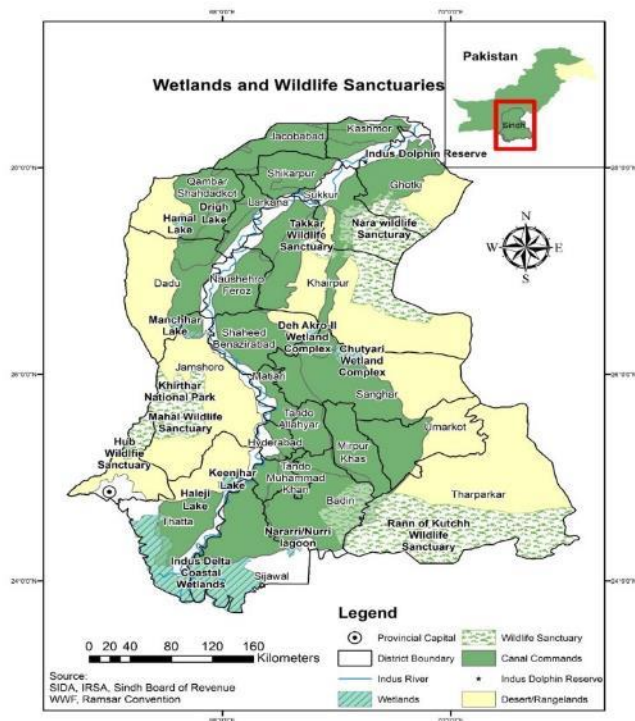 Pakistan
Sindh
Wetlands and Wildlife Sanctuaries
Kashmor
Jacobabad
Indus Dolphin Reserve
Shikarpur
Qambar
Shahdadkot
Ghotki
Sukkur
Larkana
Drigh
Lake
Hamal
Lake
Takkar
Wildlife
Sanctuary
Nara wildlife
Sancturay
N
W
E
S
Naushehro
Feroz
Khairpur
Dadu
Manchhar
Lake
Shaheed
Benazirabad
Deh Akro-II
Wetland
Complex
Chutyari
Wetland
Complex
Jamshoro
Matiari
Sanghar
Khirthar
National Park
Mahal Wildlife
Sanctuary
Tando
Allahyar
Umarkot
Hub
Wildlfie
Sanctuary
Hyderabad
Mirpur
Khas
Keenjhar
Lake
Tando
Muhammad
Khan
Tharparkar
Haleji
Lake
Badin
Thatta
Rann of Kutchh
Wildlife
Sanctuary
Nararri/Nurri
lagoon
Indus Delta
Coastal
Wetlands
Sijawal
24°0'0"N
Legend
Provincial Capital
Wildlife Sanctuary
District Boundary
Canal Commands
Indus River
Indus Dolphin Reserve
Wetlands
Desert/Rangelands
0 20 40 80 120 160
Kilometers
Source:
SIDA, IRSA, Sindh Board of Revenue
WWF, Ramsar Convention